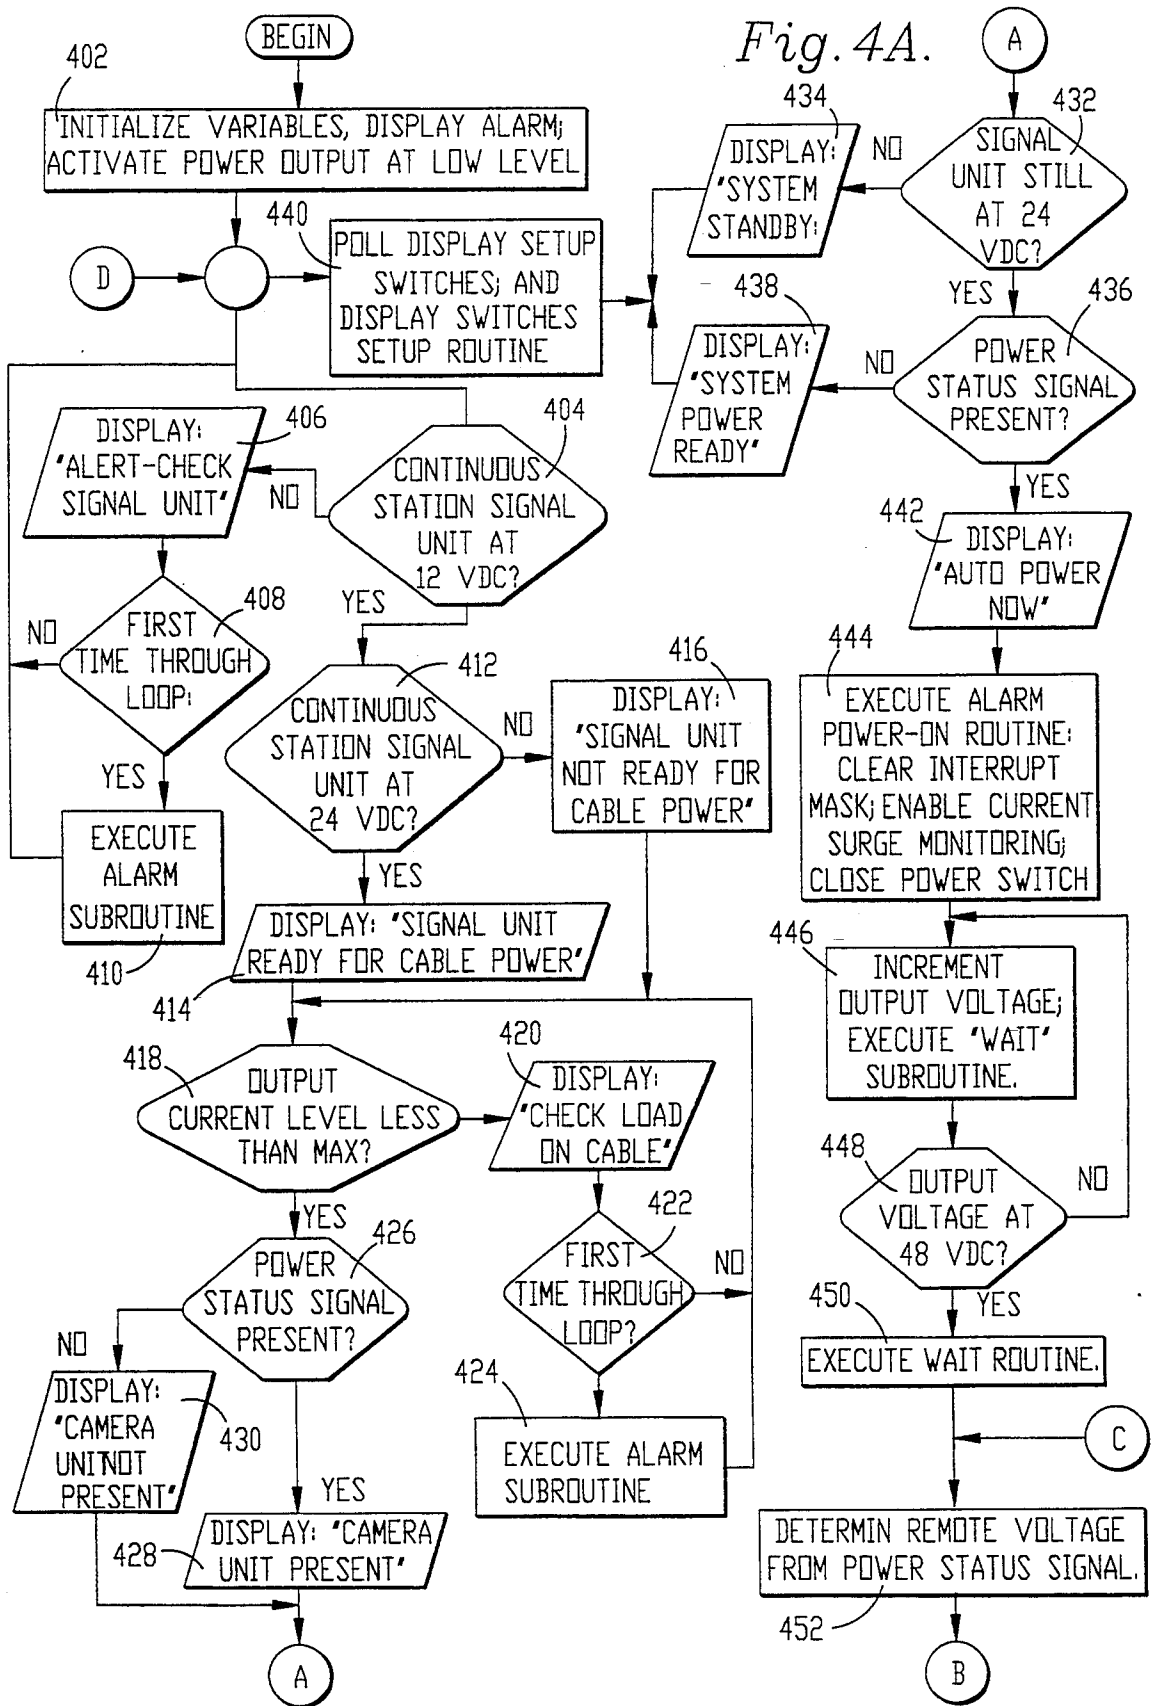 Fig. 4A.
BEGIN
402
INITIALIZE VARIABLES, DISPLAY ALARM;
ACTIVATE POWER OUTPUT AT LOW LEVEL
D
440
POLL DISPLAY SETUP
SWITCHES; AND
DISPLAY SWITCHES
SETUP ROUTINE
404
CONTINUOUS
STATION SIGNAL
UNIT AT
12 VDC?
NO
406
DISPLAY:
"ALERT-CHECK
SIGNAL UNIT"
408
FIRST
TIME THROUGH
LOOP:
NO
YES
EXECUTE
ALARM
SUBROUTINE
410
YES
412
CONTINUOUS
STATION SIGNAL
UNIT AT
24 VDC?
NO
416
DISPLAY:
"SIGNAL UNIT
NOT READY FOR
CABLE POWER"
YES
DISPLAY: "SIGNAL UNIT
READY FOR CABLE POWER"
414
418
OUTPUT
CURRENT LEVEL LESS
THAN MAX?
420
DISPLAY:
"CHECK LOAD
ON CABLE"
422
FIRST
TIME THROUGH
LOOP?
NO
424
EXECUTE ALARM
SUBROUTINE
YES
426
POWER
STATUS SIGNAL
PRESENT?
NO
DISPLAY:
"CAMERA
UNITNOT
PRESENT"
430
YES
DISPLAY: "CAMERA
UNIT PRESENT"
428
A
A
432
SIGNAL
UNIT STILL
AT 24
VDC?
NO
434
DISPLAY:
"SYSTEM
STANDBY:
YES
436
POWER
STATUS SIGNAL
PRESENT?
NO
438
DISPLAY:
"SYSTEM
POWER
READY"
YES
442
DISPLAY:
"AUTO POWER
NOW"
444
EXECUTE ALARM
POWER-ON ROUTINE:
CLEAR INTERRUPT
MASK; ENABLE CURRENT
SURGE MONITORING;
CLOSE POWER SWITCH
446
INCREMENT
OUTPUT VOLTAGE;
EXECUTE "WAIT"
SUBROUTINE.
448
OUTPUT
VOLTAGE AT
48 VDC?
NO
YES
450
EXECUTE WAIT ROUTINE.
C
DETERMIN REMOTE VOLTAGE
FROM POWER STATUS SIGNAL.
452
B